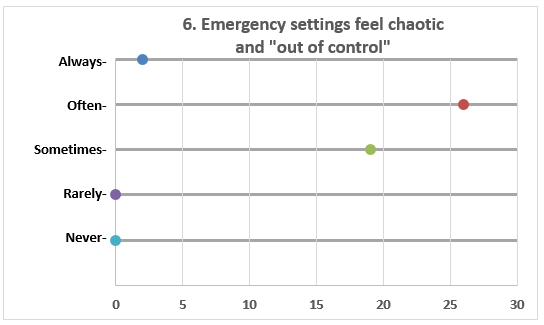 6. Emergency settings feel chaotic
and "out of control"
Always-
Often-
Sometimes-
Rarely-
Never-
0 5 10 15 20 25 30